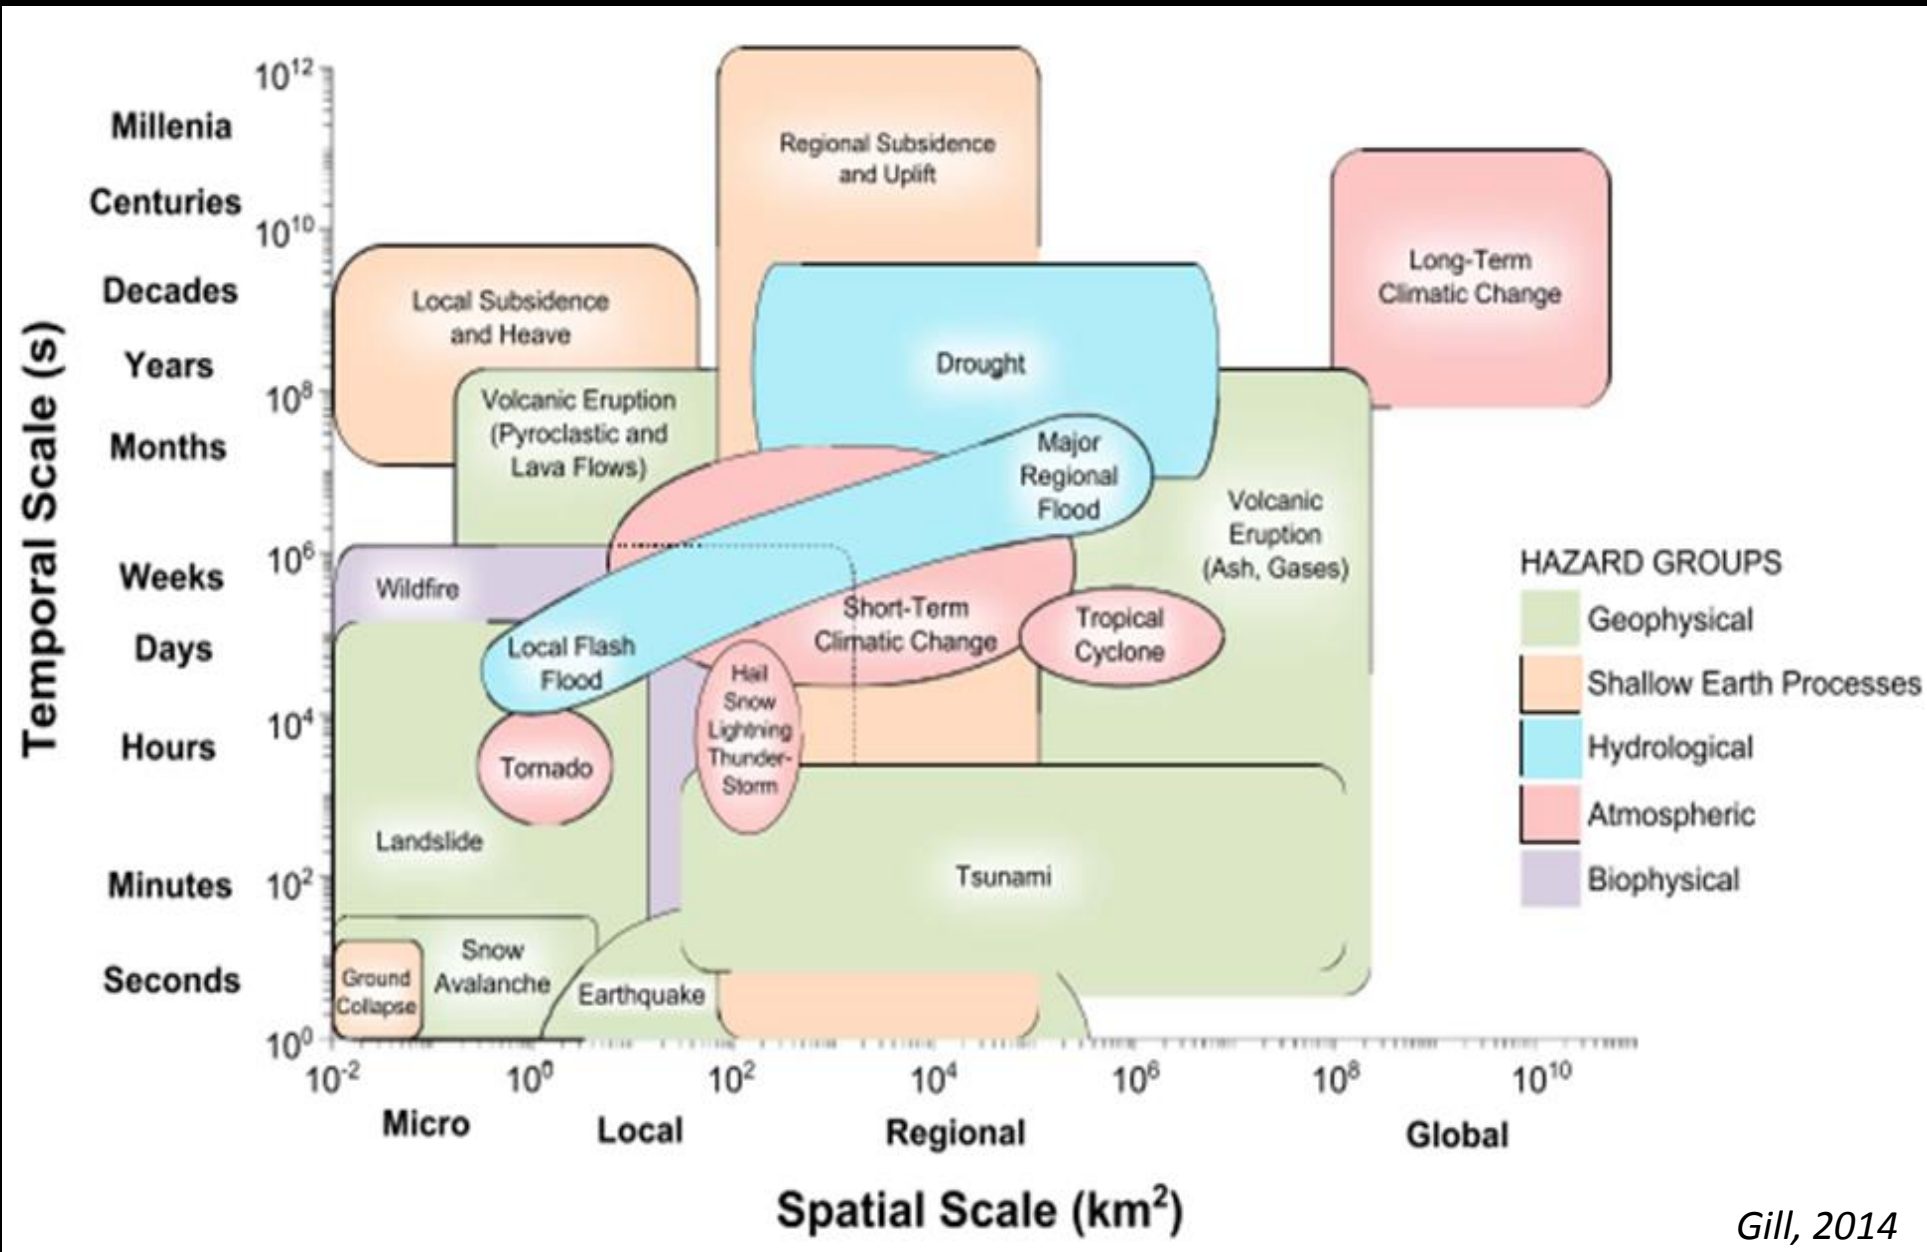 Temporal Scale (s)
Millenia
Centuries
Decades
Years
Months
Weeks
Days
Hours
Minutes
Seconds
10¹²
10¹⁰
10⁸
10⁶
10⁴
10²
10⁰
Regional Subsidence
and Uplift
Local Subsidence
and Heave
Long-Term
Climatic Change
Drought
Volcanic Eruption
(Pyroclastic and
Lava Flows)
Major
Regional
Flood
Volcanic
Eruption
(Ash, Gases)
Wildfire
Short-Term
Climatic Change
Tropical
Cyclone
Local Flash
Flood
Hail
Snow
Lightning
Thunder-
Storm
Tornado
Landslide
Tsunami
Snow
Avalanche
Ground
Collapse
Earthquake
HAZARD GROUPS
Geophysical
Shallow Earth Processes
Hydrological
Atmospheric
Biophysical
10⁻²
10⁰
10²
10⁴
10⁶
10⁸
10¹⁰
Micro
Local
Regional
Global
Spatial Scale (km²)
Gill, 2014